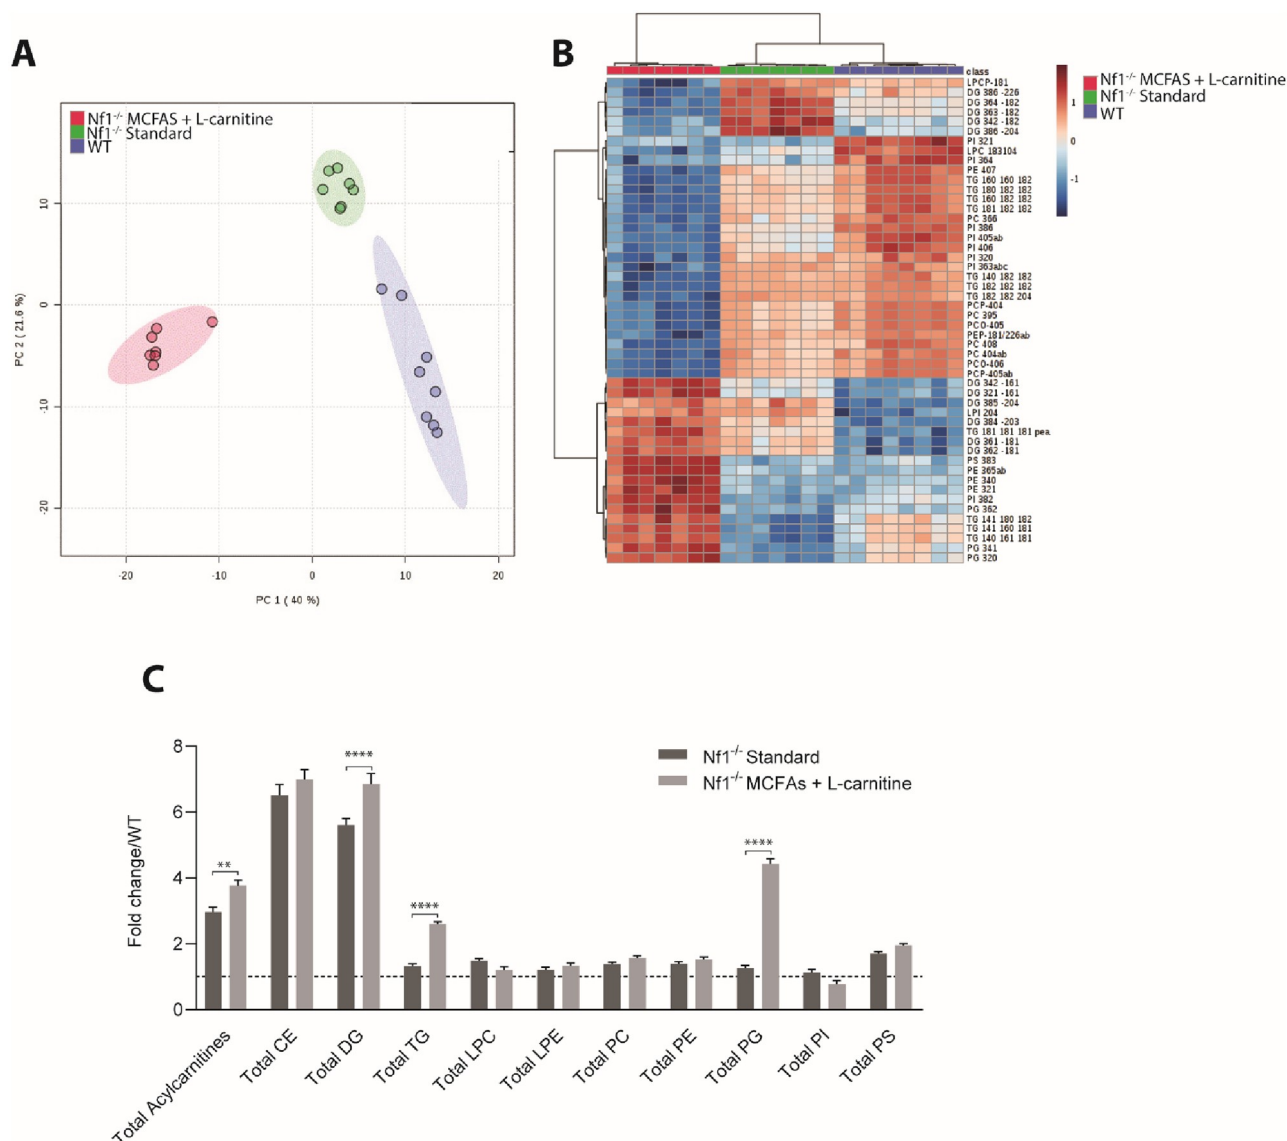 A
Nf1-/- MCFAS + L-carnitine
Nf1-/- Standard
WT
PC 2 ( 21.6 %)
10
0
-10
-20
-20
-10
0
10
20
PC 1 ( 40 %)
B
class
LPCP-181
DG 386 -226
DG 364 -182
DG 363 -182
DG 342 -182
DG 386 -204
PI 321
LPC 183104
PI 364
PE 407
TG 160 160 182
TG 180 182 182
TG 160 182 182
TG 181 182 182
PC 366
PI 386
PI 405ab
PI 406
PI 320
PI 363abc
TG 140 182 182
TG 182 182 182
TG 182 182 204
PCP-404
PC 395
PCO-405
PEP-181/226ab
PC 408
PC 404ab
PCO-406
PCP-405ab
DG 342 -161
DG 321 -161
DG 385 -204
LPI 204
DG 384 -203
TG 181 181 181 pea
DG 361 -181
DG 362 -181
PS 383
PE 365ab
PE 340
PE 321
PI 382
PG 362
TG 141 180 182
TG 141 160 181
TG 140 161 181
PG 341
PG 320
1
0
-1
Nf1-/- MCFAS + L-carnitine
Nf1-/- Standard
WT
C
Fold change/WT
8
6
4
2
0
**
****
****
****
Nf1-/- Standard
Nf1-/- MCFAs + L-carnitine
Total Acylcarnitines
Total CE
Total DG
Total TG
Total LPC
Total LPE
Total PC
Total PE
Total PG
Total PI
Total PS